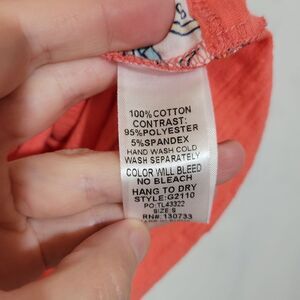 100%COTTON
CONTRAST:
95%POLYESTER
5%SPANDEX
HAND WASH COLD
WASH SEPARATELY
COLOR WILL BLEED
NO BLEACH
HANG TO DRY
STYLE:G2110
PO:TL43322
SIZE S
RN#: 130733